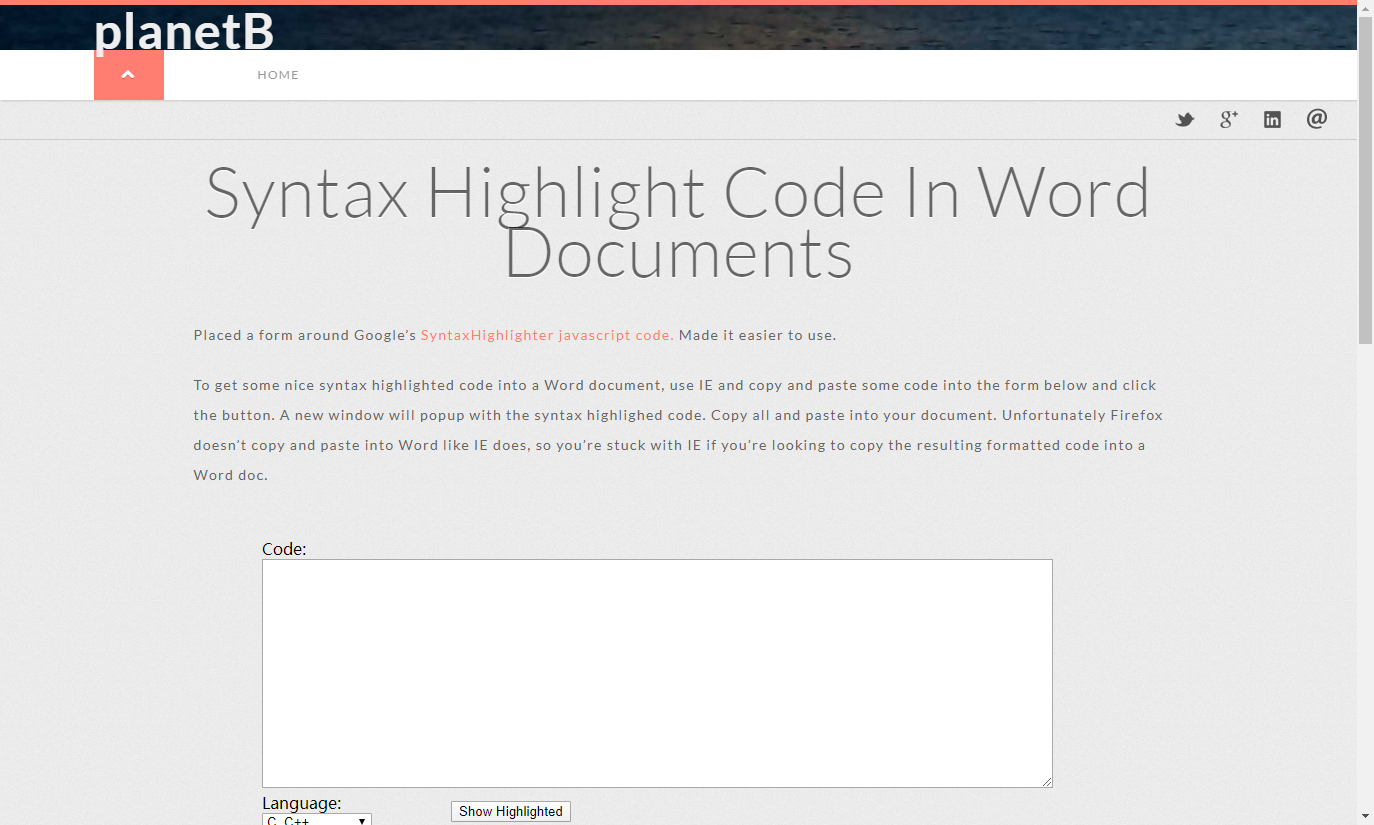 planetB
HOME
Syntax Highlight Code In Word
Documents
Placed a form around Google’s SyntaxHighlighter javascript code. Made it easier to use.
To get some nice syntax highlighted code into a Word document, use IE and copy and paste some code into the form below and click
the button. A new window will popup with the syntax highlighed code. Copy all and paste into your document. Unfortunately Firefox
doesn’t copy and paste into Word like IE does, so you’re stuck with IE if you’re looking to copy the resulting formatted code into a
Word doc.
Code:
Language:
Show Highlighted
C, C++